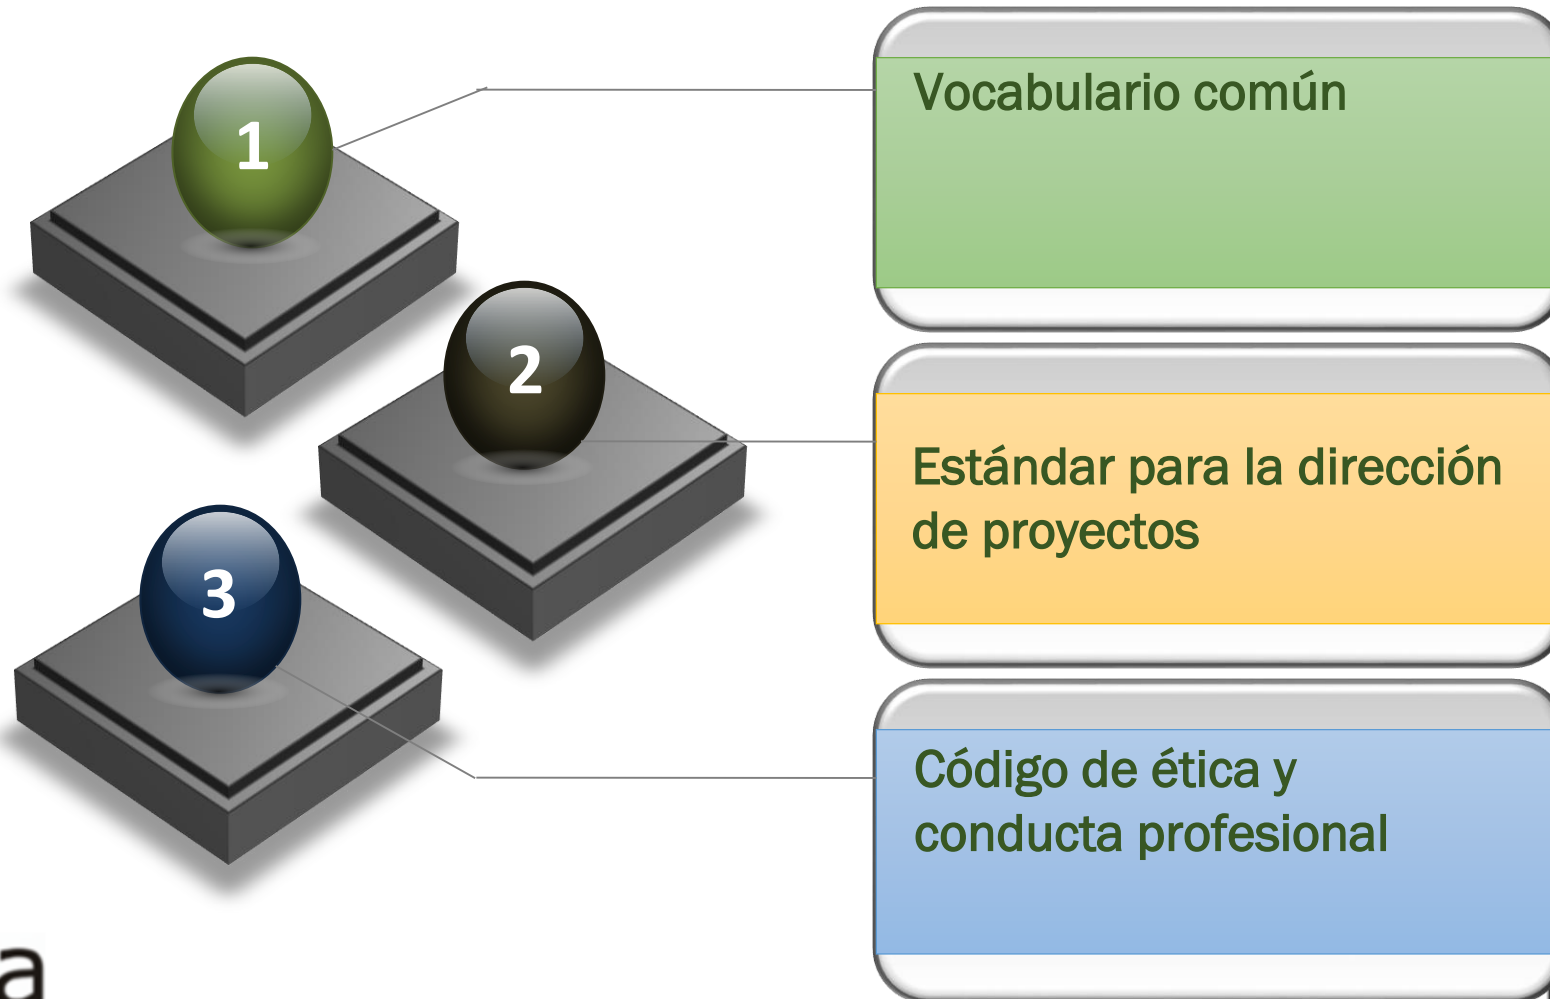 1
Vocabulario común
2
Estándar para la dirección
de proyectos
3
Código de ética y
conducta profesional
a